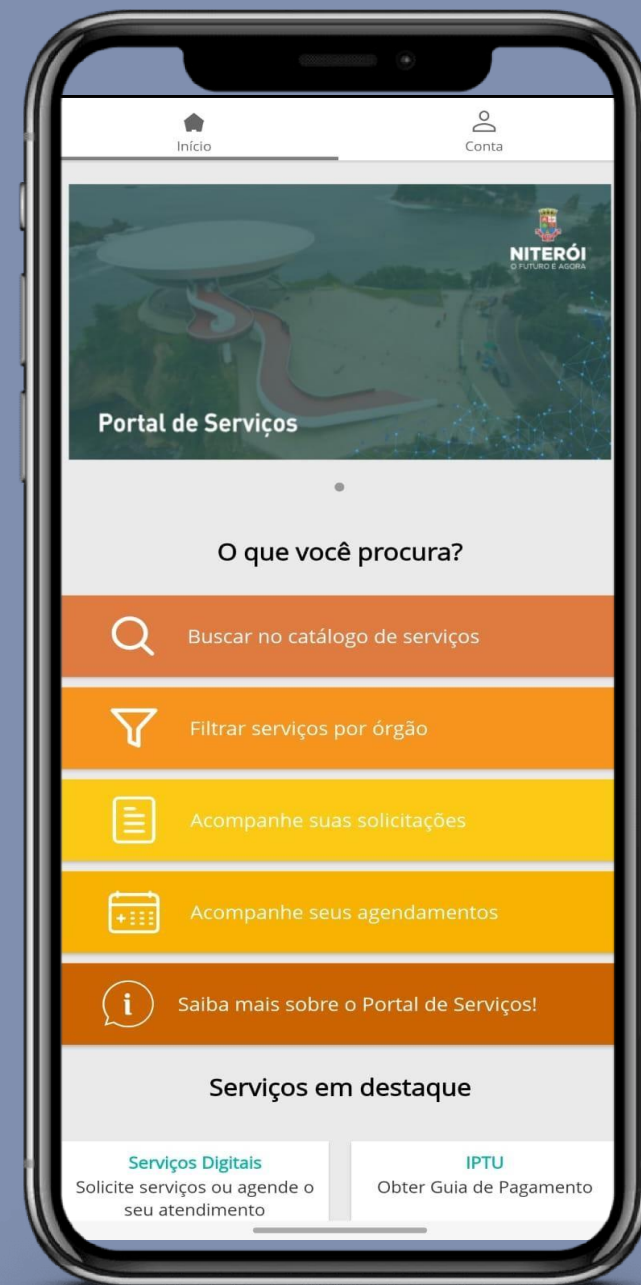 Início
Conta
NITERÓI
O FUTURO É AGORA
Portal de Serviços
O que você procura?
Buscar no catálogo de serviços
Filtrar serviços por órgão
Acompanhe suas solicitações
Acompanhe seus agendamentos
Saiba mais sobre o Portal de Serviços!
Serviços em destaque
Serviços Digitais
Solicite serviços ou agende o
seu atendimento
IPTU
Obter Guia de Pagamento